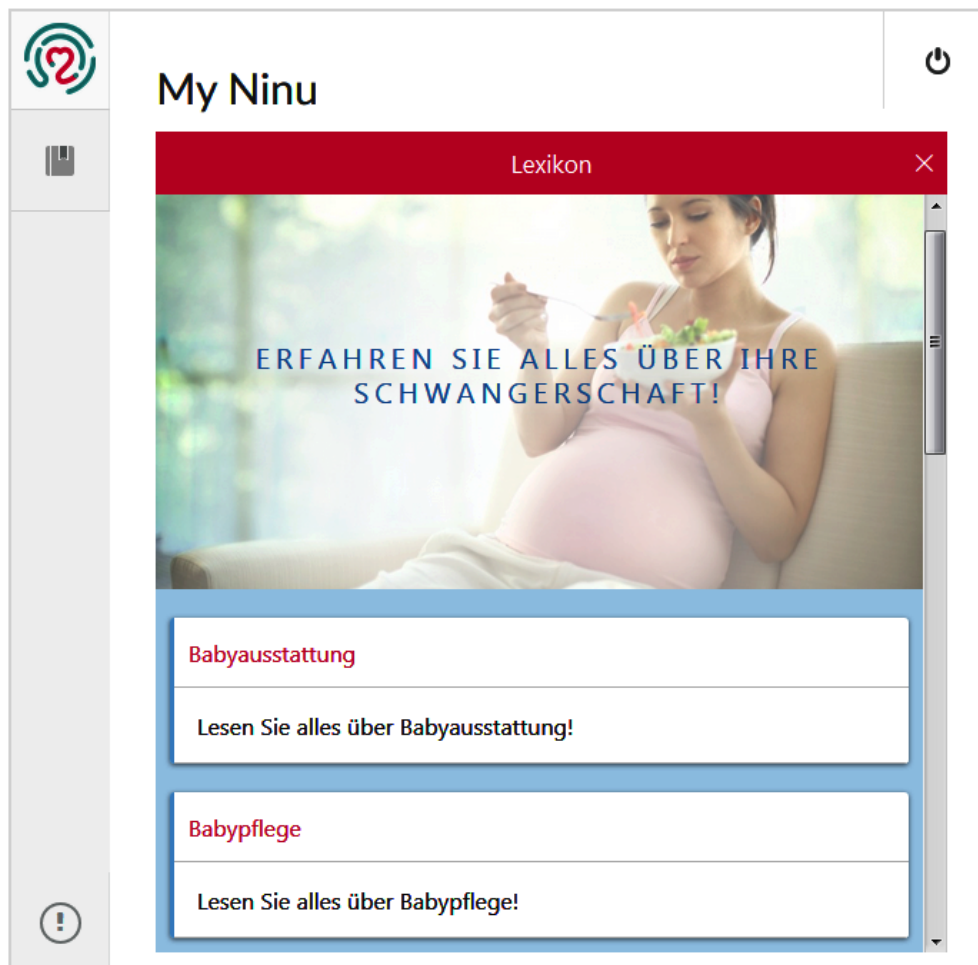 My Ninu
Lexikon
ERFAHREN SIE ALLES ÜBER IHRE
SCHWANGERSCHAFT!
Babyausstattung
Lesen Sie alles über Babyausstattung!
Babypflege
Lesen Sie alles über Babypflege!